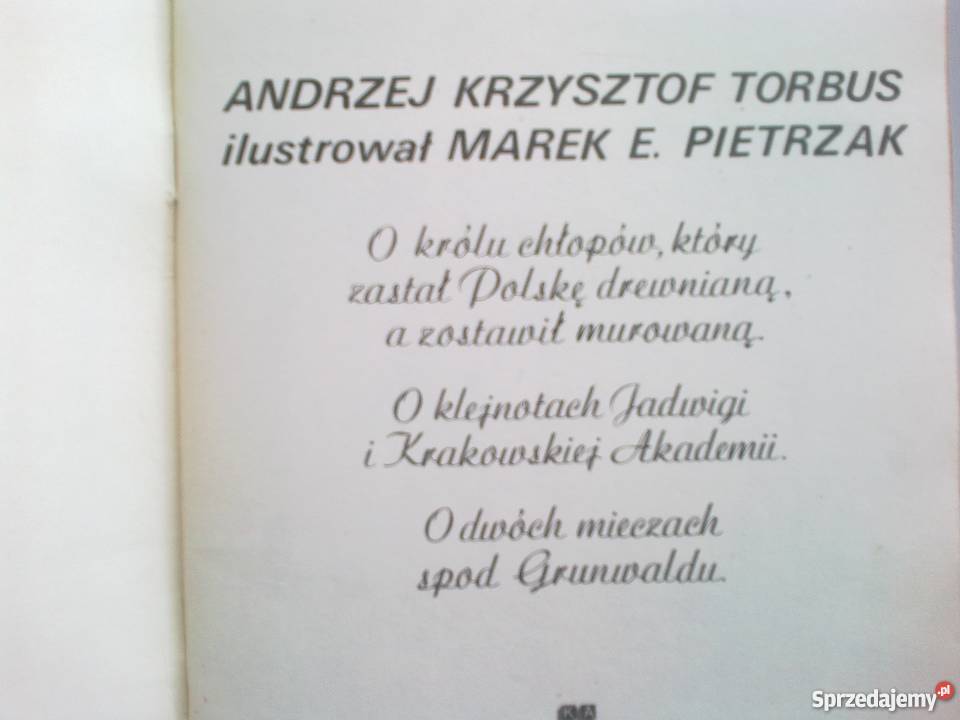 ANDRZEJ KRZYSZTOF TORBUS
ilustrował MAREK E. PIETRZAK
O królu chłopów, który
zastał Polskę drewnianą,
a zostawił murowaną.
O klejnotach Jadwigi
i Krakowskiej Akademii.
O dwóch mieczach
spod Grunwaldu.
K A
Sprzedajemy.pl